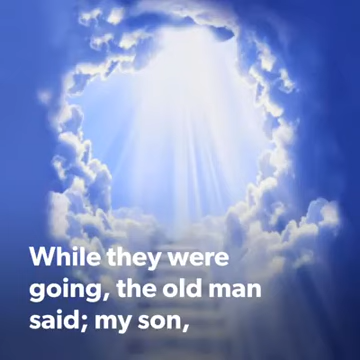 While they were
going, the old man
said; my son,